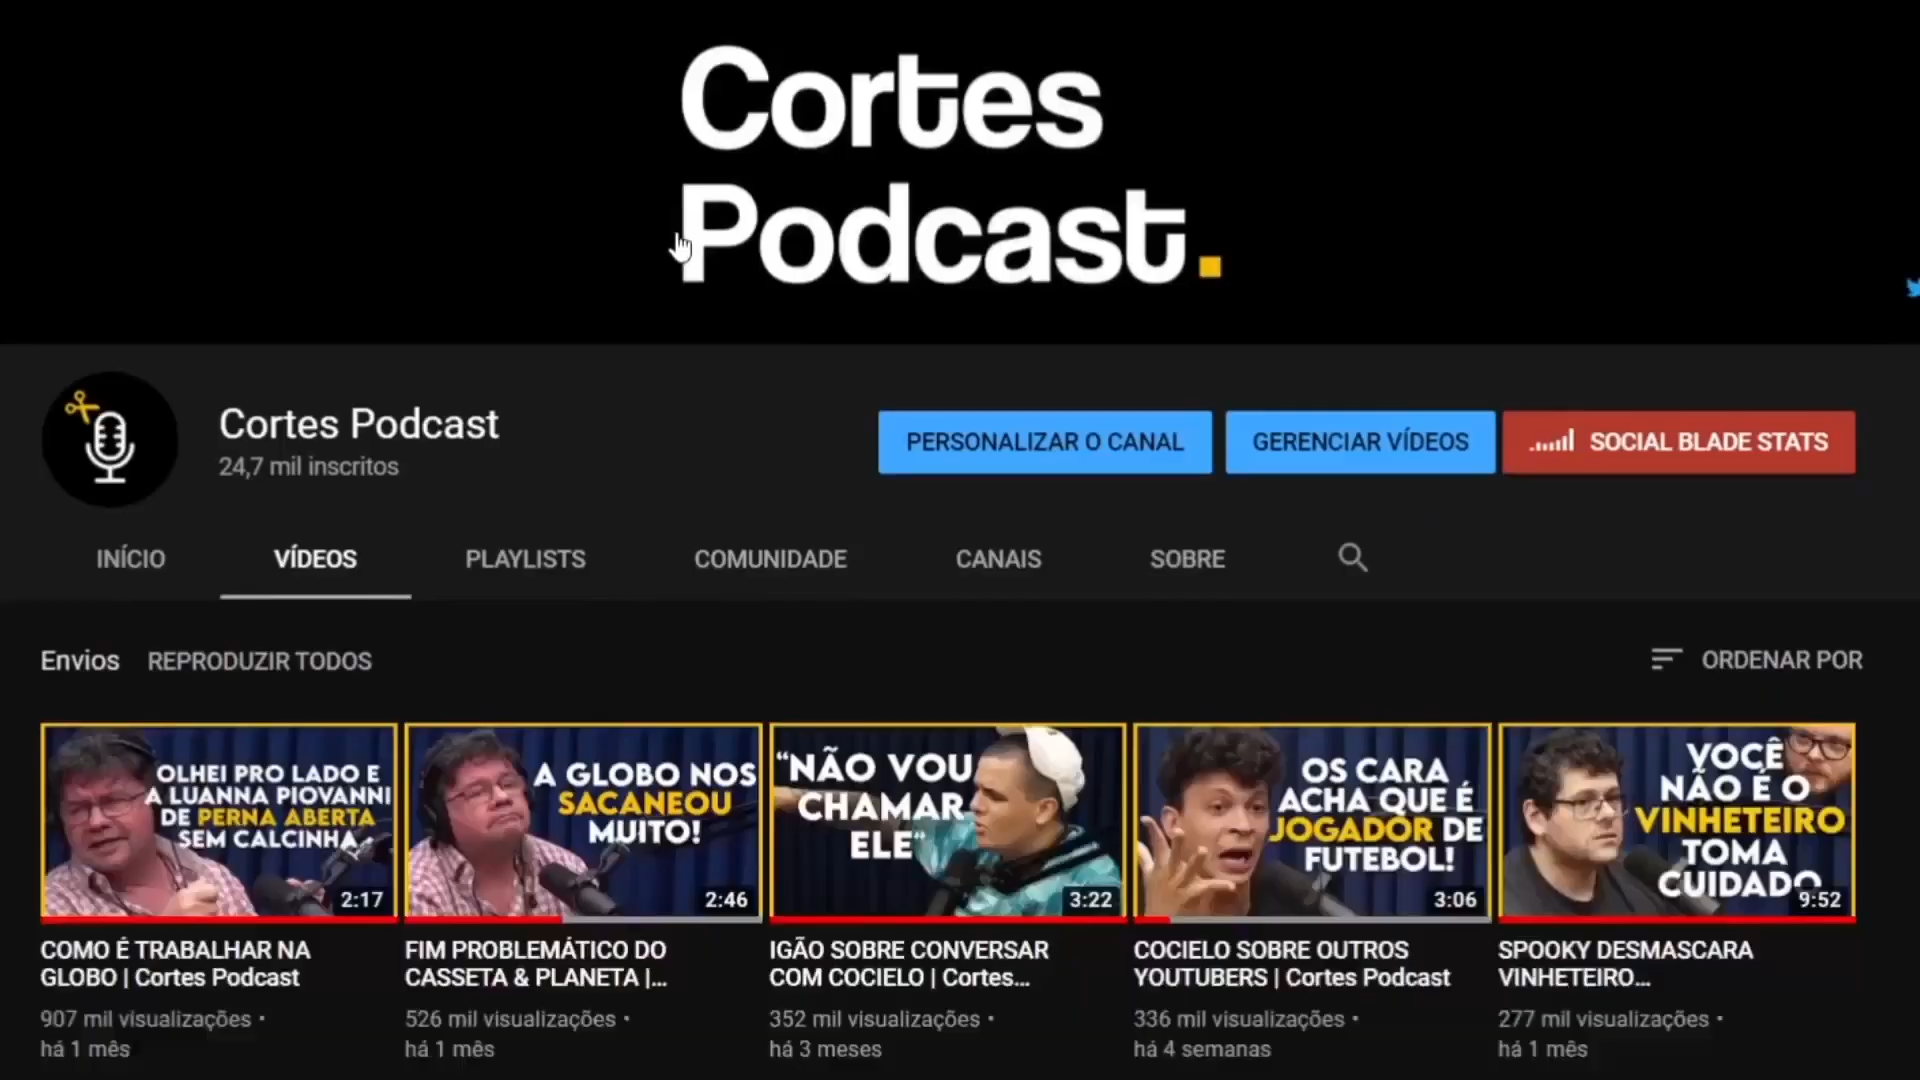 Cortes
Podcast.
Cortes Podcast
24,7 mil inscritos
PERSONALIZAR O CANAL
GERENCIAR VÍDEOS
SOCIAL BLADE STATS
INÍCIO
VÍDEOS
PLAYLISTS
COMUNIDADE
CANAIS
SOBRE
Envios
REPRODUZIR TODOS
ORDENAR POR
OLHEI PRO LADO E
A LUANNA PIOVANNI
DE PERNA ABERTA
SEM CALCINHA
2:17
COMO É TRABALHAR NA
GLOBO | Cortes Podcast
907 mil visualizações •
há 1 mês
A GLOBO NOS
SACANEOU
MUITO!
2:46
FIM PROBLEMÁTICO DO
CASSETA & PLANETA |...
526 mil visualizações •
há 1 mês
“NÃO VOU
CHAMAR
ELE“
3:22
IGÃO SOBRE CONVERSAR
COM COCIELO | Cortes...
352 mil visualizações •
há 3 meses
OS CARA
ACHA QUE É
JOGADOR DE
FUTEBOL!
3:06
COCIELO SOBRE OUTROS
YOUTUBERS | Cortes Podcast
336 mil visualizações •
há 4 semanas
VOCÊ
NÃO É O
VINHETEIRO
TOMA
CUIDADO
9:52
SPOOKY DESMASCARA
VINHETEIRO...
277 mil visualizações •
há 1 mês